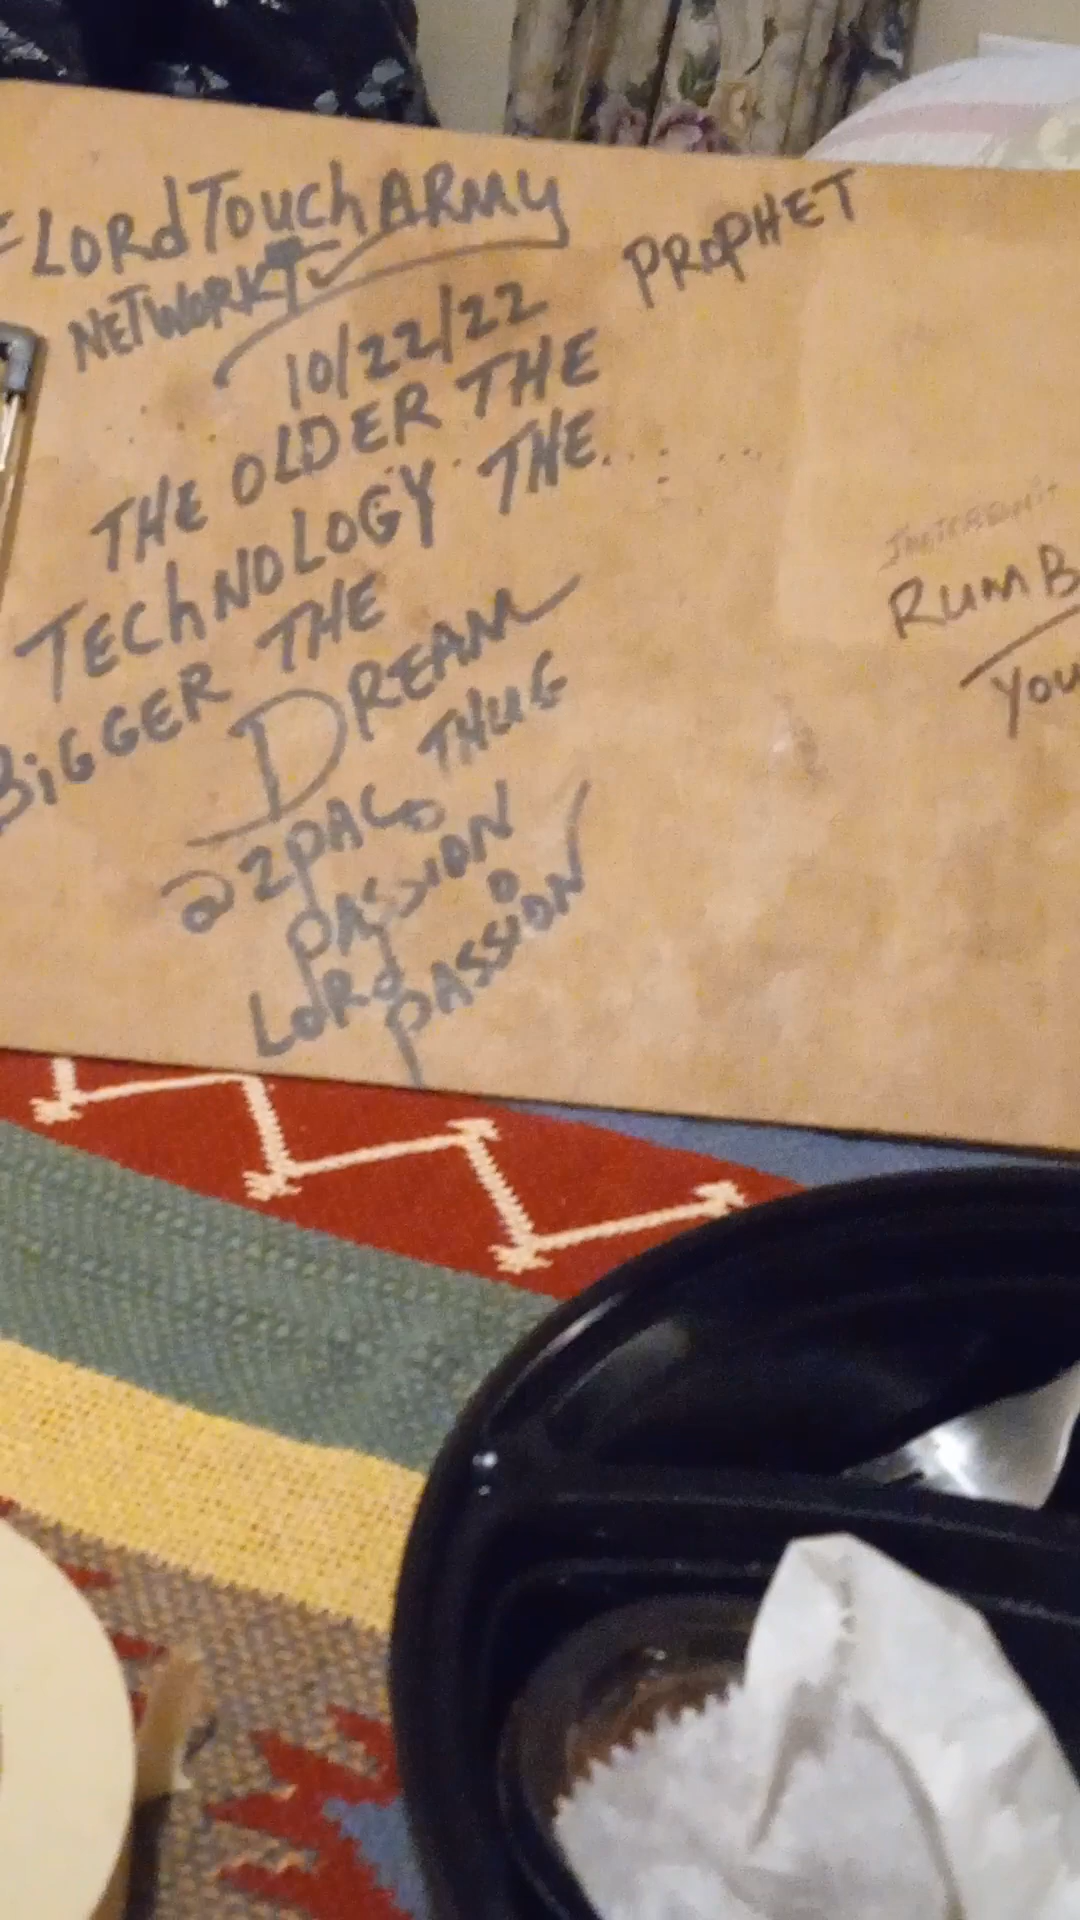 #LORdTouchARMY
NETWORK
10/22/22
THE OLDER THE
TEChNOLOGY THE...
BiGGER THE
DREAM
@2PAC THUG
PASSION
LORd
PASSION
PROPHET
RUMB
YOU